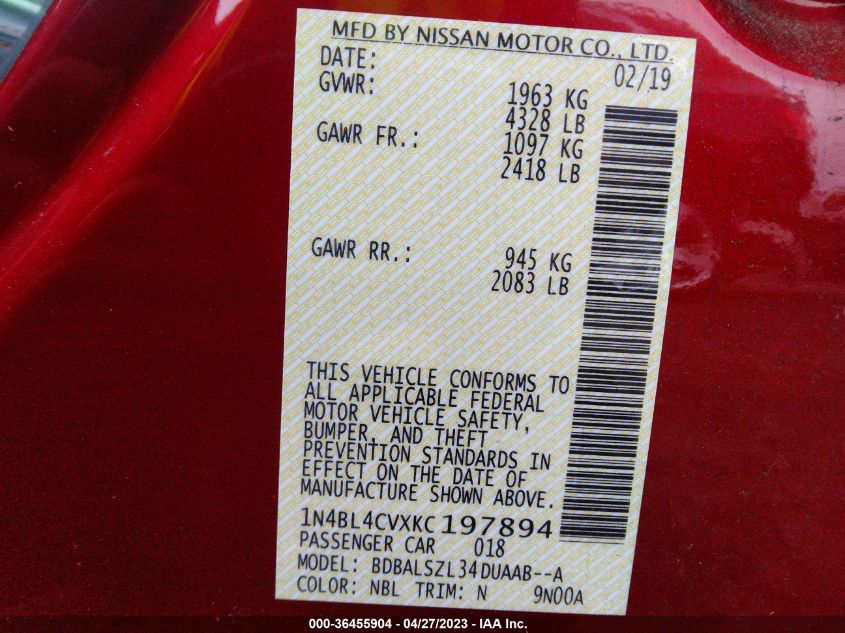 MFD BY NISSAN MOTOR CO., LTD.
DATE: 02/19
GVWR: 1963 KG
4328 LB
GAWR FR.: 1097 KG
2418 LB
GAWR RR.: 945 KG
2083 LB
THIS VEHICLE CONFORMS TO
ALL APPLICABLE FEDERAL
MOTOR VEHICLE SAFETY,
BUMPER, AND THEFT
PREVENTION STANDARDS IN
EFFECT ON THE DATE OF
MANUFACTURE SHOWN ABOVE.
1N4BL4CVXKC197894
PASSENGER CAR 018
MODEL: BDBALSZL34DUAAB--A
COLOR: NBL TRIM: N 9N00A
000-36455904 - 04/27/2023 - IAA Inc.